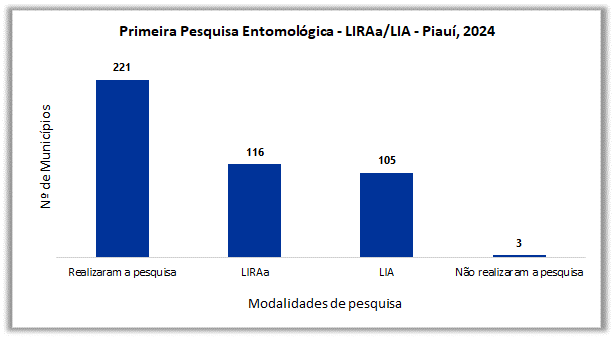 Primeira Pesquisa Entomológica - LIRAa/LIA - Piauí, 2024
221
116
105
3
Nº de Municípios
Realizaram a pesquisa
LIRAa
LIA
Não realizaram a pesquisa
Modalidades de pesquisa